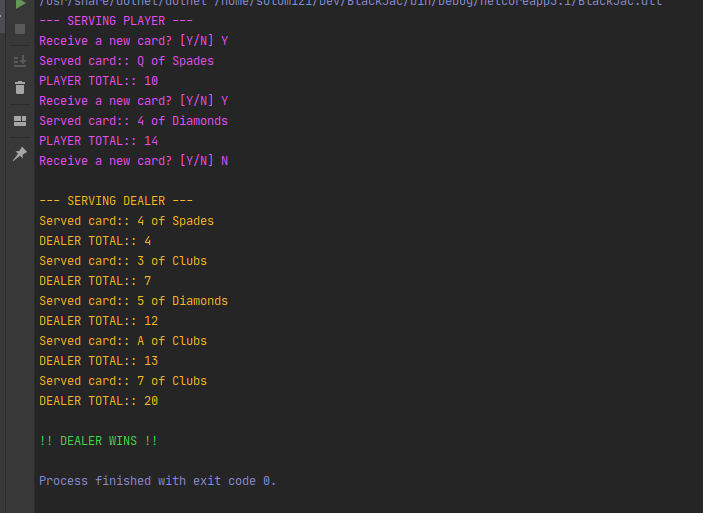 /usr/share/dotnet/dotnet /home/solomi21/Dev/BlackJac/bin/Debug/netcoreapp3.1/BlackJac.dll
--- SERVING PLAYER ---
Receive a new card? [Y/N] Y
Served card:: Q of Spades
PLAYER TOTAL:: 10
Receive a new card? [Y/N] Y
Served card:: 4 of Diamonds
PLAYER TOTAL:: 14
Receive a new card? [Y/N] N
--- SERVING DEALER ---
Served card:: 4 of Spades
DEALER TOTAL:: 4
Served card:: 3 of Clubs
DEALER TOTAL:: 7
Served card:: 5 of Diamonds
DEALER TOTAL:: 12
Served card:: A of Clubs
DEALER TOTAL:: 13
Served card:: 7 of Clubs
DEALER TOTAL:: 20
!! DEALER WINS !!
Process finished with exit code 0.